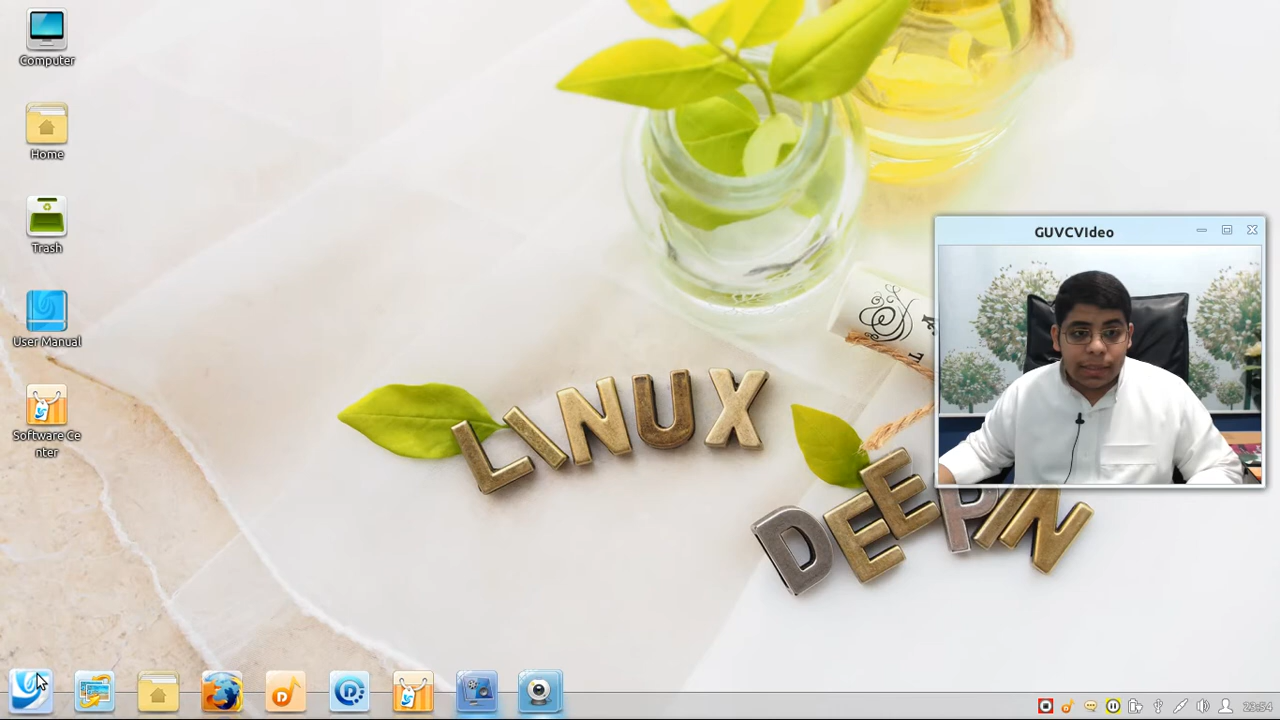 Computer
Home
Trash
User Manual
Software Ce
nter
GUVCVIdeo
LINUX
DEEPIN
23:54